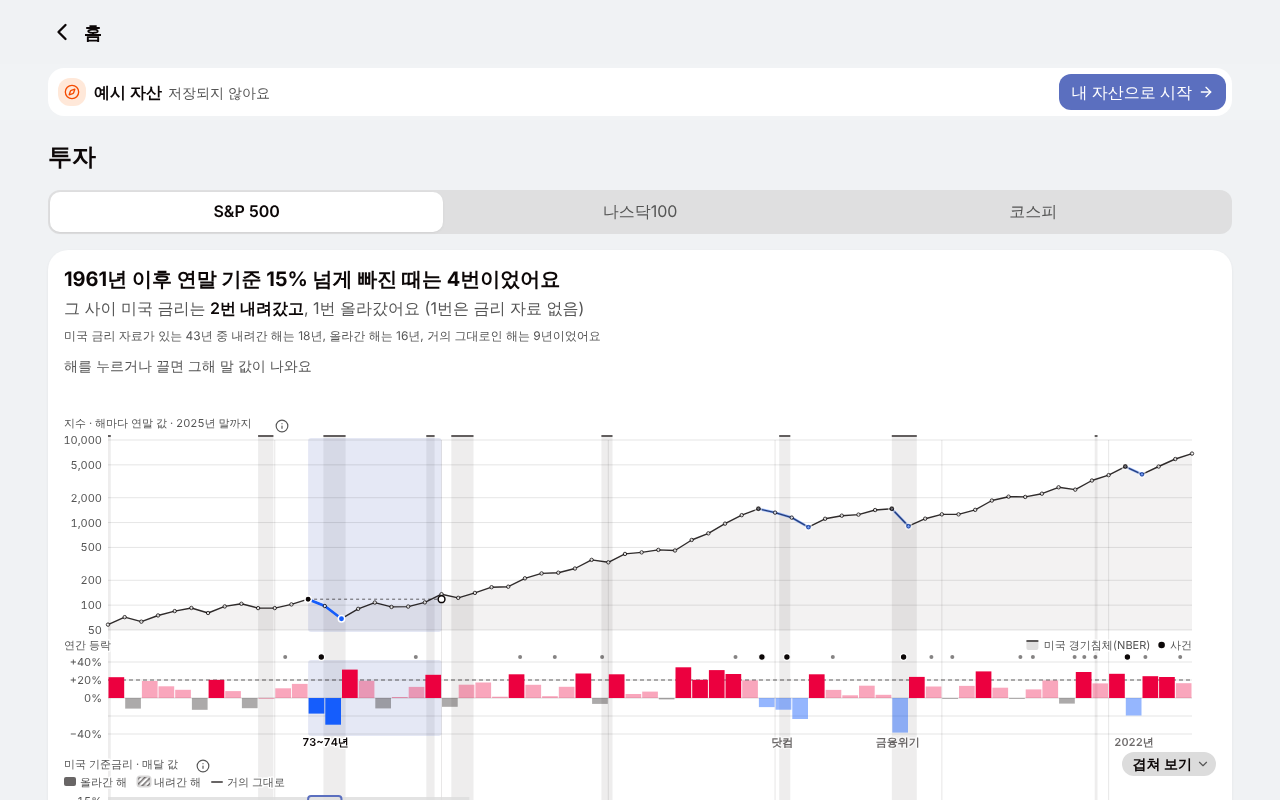 홈
예시 자산 저장되지 않아요
내 자산으로 시작 →
투자
S&P 500
나스닥100
코스피
1961년 이후 연말 기준 15% 넘게 빠진 때는 4번이었어요
그 사이 미국 금리는 2번 내려갔고, 1번 올라갔어요 (1번은 금리 자료 없음)
미국 금리 자료가 있는 43년 중 내려간 해는 18년, 올라간 해는 16년, 거의 그대로인 해는 9년이었어요
해를 누르거나 끌면 그해 말 값이 나와요
지수 · 해마다 연말 값 · 2025년 말까지
10,000
5,000
2,000
1,000
500
200
100
50
연간 등락
미국 경기침체(NBER)
사건
+40%
+20%
0%
−40%
73~74년
닷컴
금융위기
2022년
미국 기준금리 · 매달 값
겹쳐 보기
올라간 해
내려간 해
거의 그대로
15%